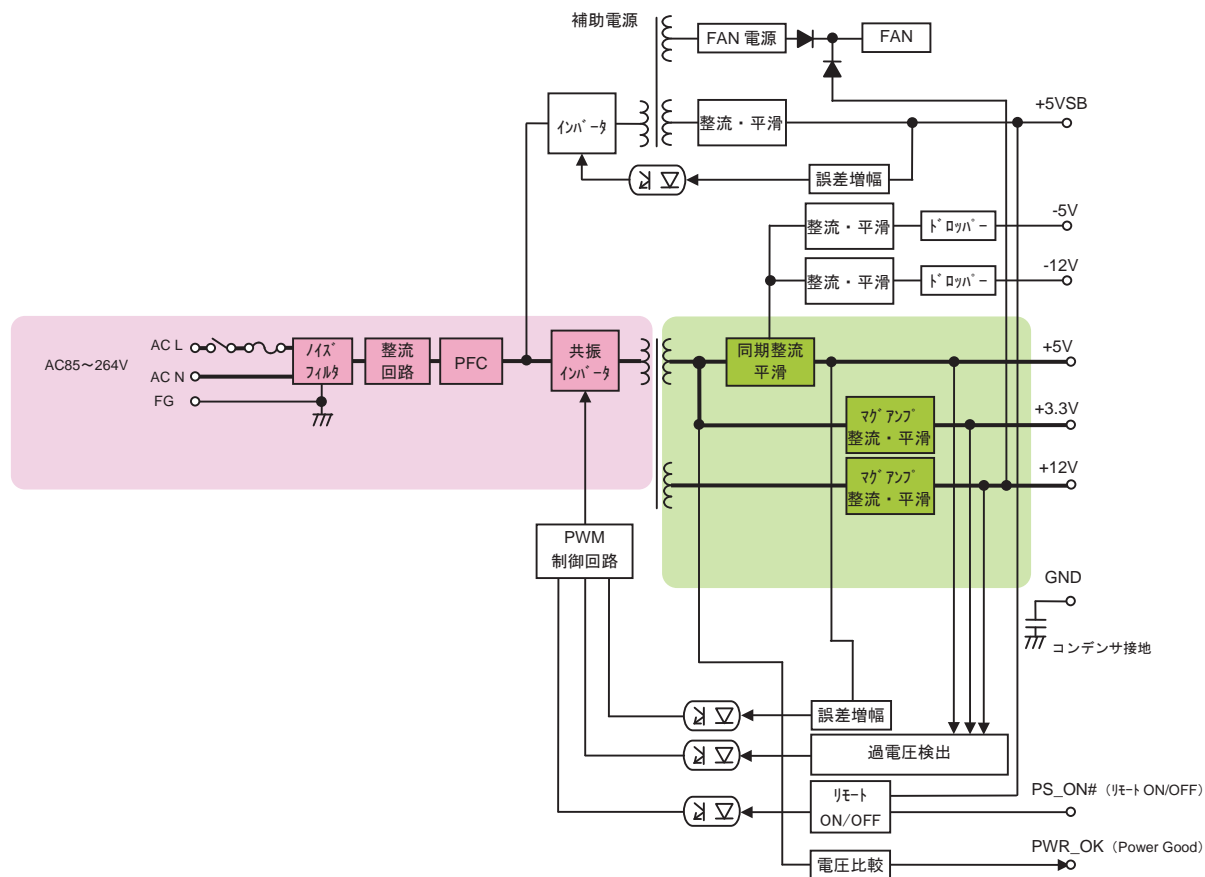 補助電源
FAN 電源
FAN
+5VSB
ｲﾝﾊﾞｰﾀ
整流・平滑
誤差増幅
-5V
整流・平滑
ﾄﾞﾛｯﾊﾟｰ
-12V
整流・平滑
ﾄﾞﾛｯﾊﾟｰ
AC85～264V
AC L
AC N
FG
ﾉｲｽﾞ
ﾌｨﾙﾀ
整流
回路
PFC
共振
ｲﾝﾊﾞｰﾀ
同期整流
平滑
+5V
+3.3V
ﾏｸﾞｱﾝﾌﾟ
整流・平滑
+12V
ﾏｸﾞｱﾝﾌﾟ
整流・平滑
PWM
制御回路
GND
コンデンサ接地
誤差増幅
過電圧検出
ﾘﾓｰﾄ
ON/OFF
PS_ON#（ﾘﾓｰﾄ ON/OFF）
電圧比較
PWR_OK（Power Good）